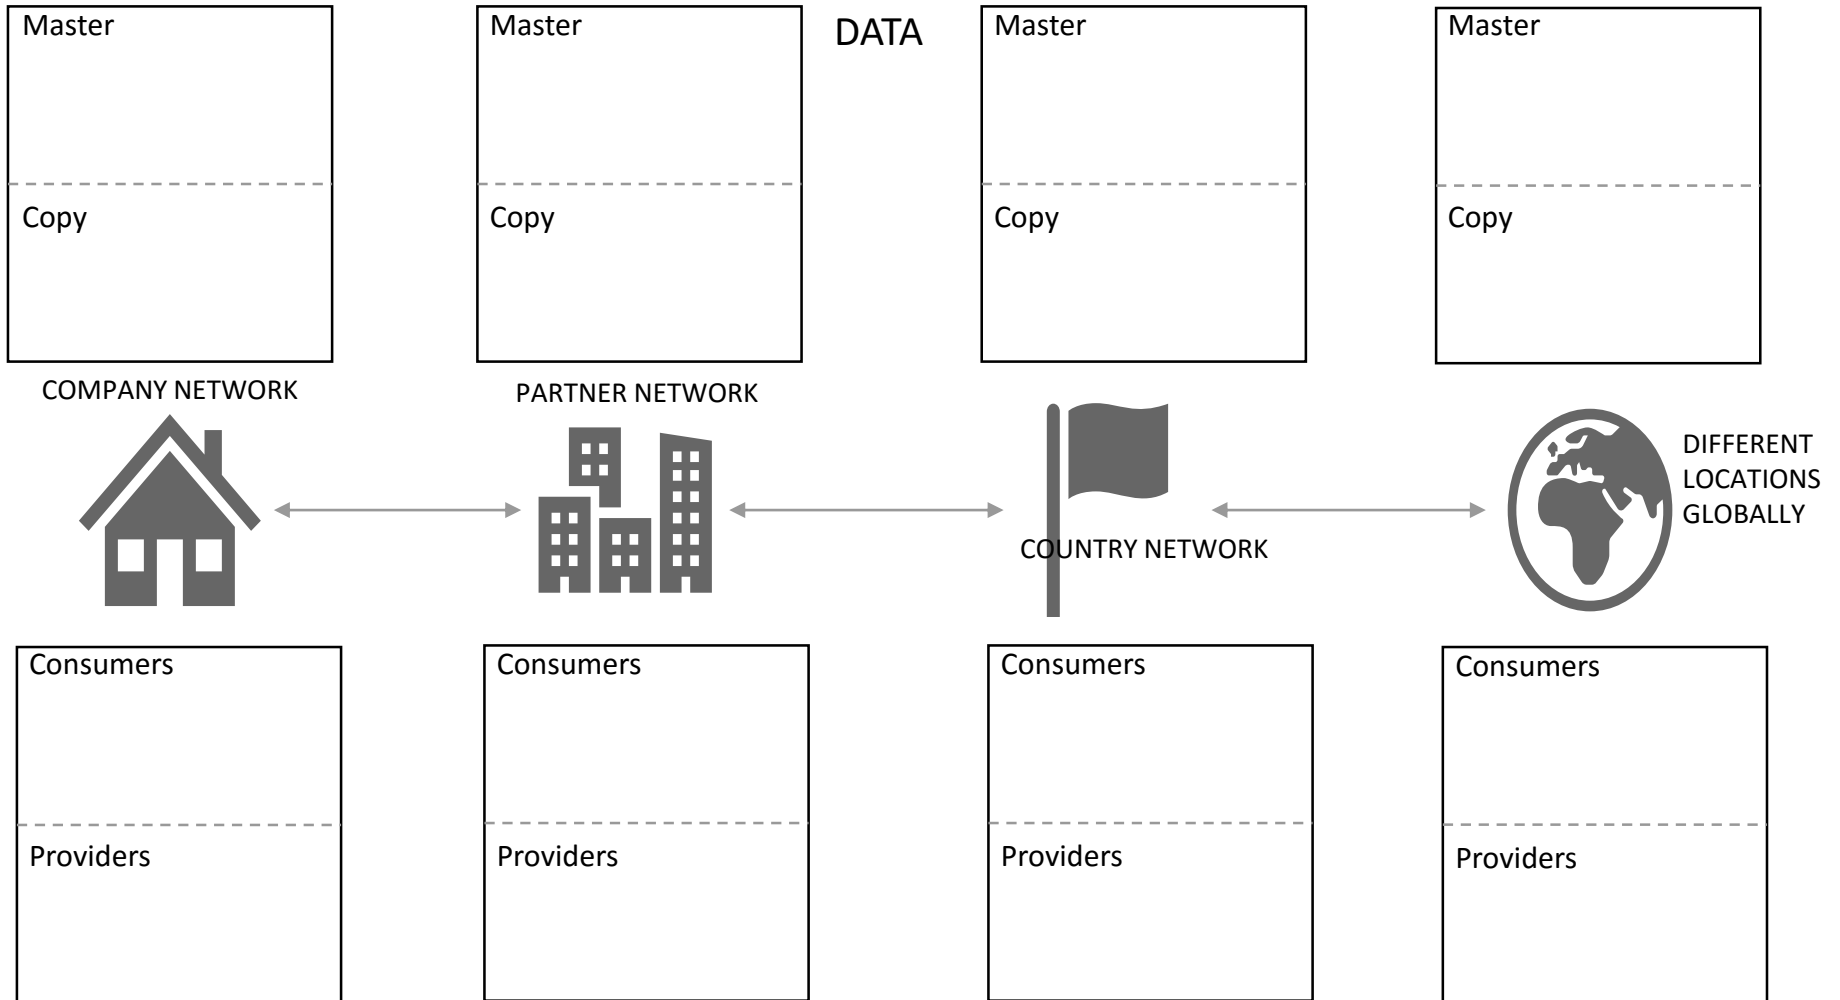 Master
Master
DATA
Master
Master
Copy
Copy
Copy
Copy
COMPANY NETWORK
PARTNER NETWORK
COUNTRY NETWORK
DIFFERENT
LOCATIONS
GLOBALLY
Consumers
Consumers
Consumers
Consumers
Providers
Providers
Providers
Providers